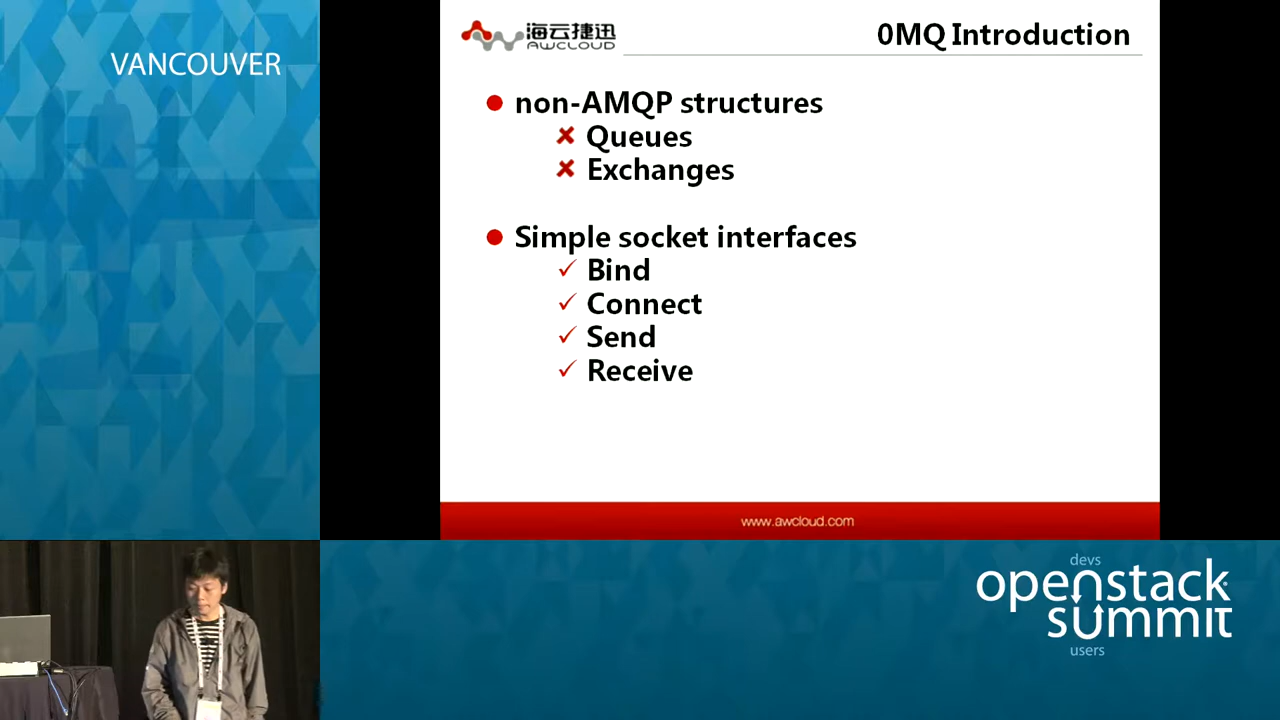 VANCOUVER
海云捷迅
AWCLOUD
0MQ Introduction
non-AMQP structures
Queues
Exchanges
Simple socket interfaces
Bind
Connect
Send
Receive
www.awcloud.com
devs
openstack
summit
users